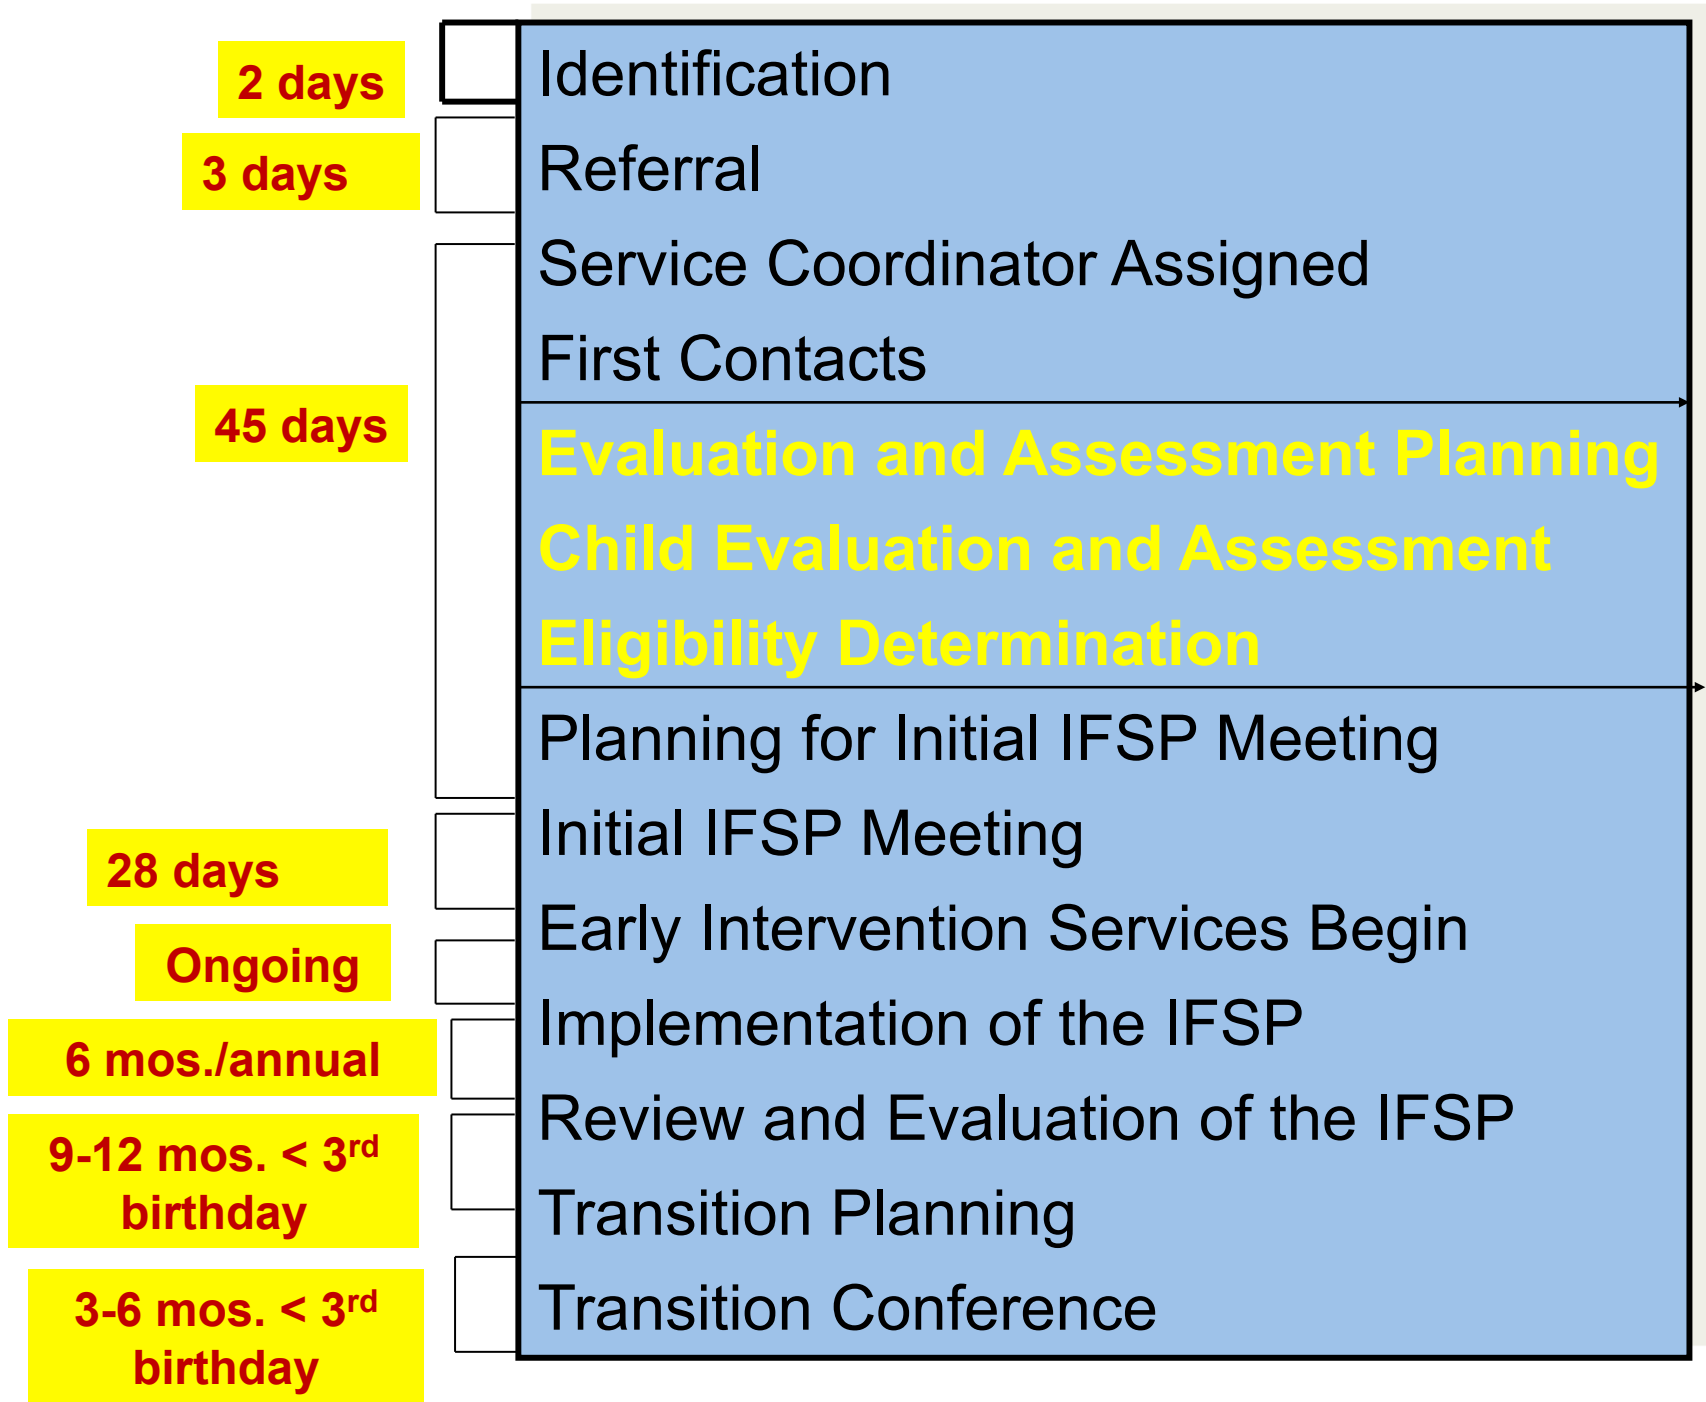 2 days
Identification
3 days
Referral
Service Coordinator Assigned
First Contacts
45 days
Evaluation and Assessment Planning
Child Evaluation and Assessment
Eligibility Determination
Planning for Initial IFSP Meeting
Initial IFSP Meeting
28 days
Early Intervention Services Begin
Ongoing
Implementation of the IFSP
6 mos./annual
Review and Evaluation of the IFSP
9-12 mos. < 3rd
birthday
Transition Planning
Transition Conference
3-6 mos. < 3rd
birthday